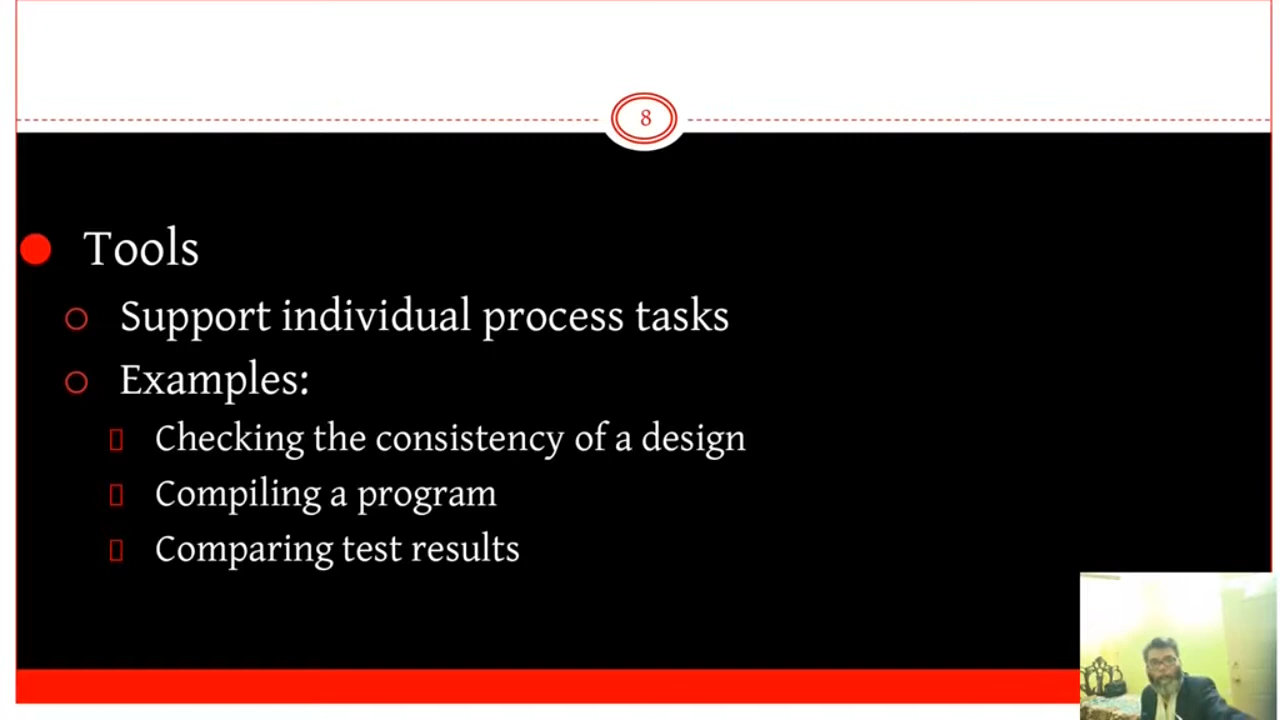 8
Tools
Support individual process tasks
Examples:
Checking the consistency of a design
Compiling a program
Comparing test results